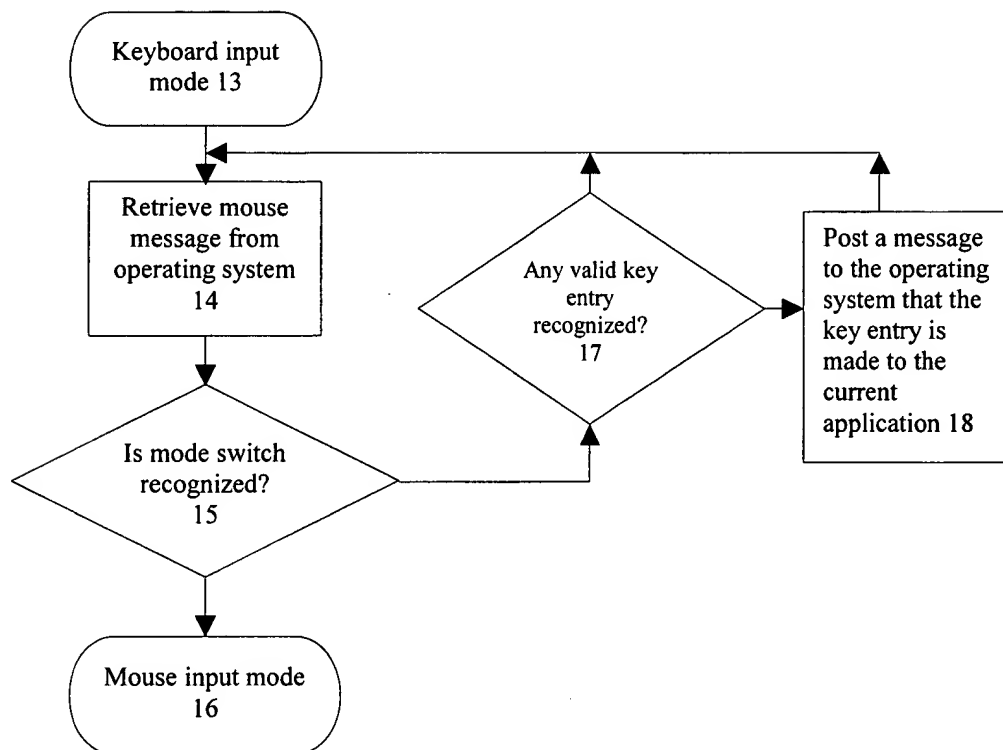 Keyboard input
mode 13
Retrieve mouse
message from
operating system
14
Is mode switch
recognized?
15
Mouse input mode
16
Any valid key
entry
recognized?
17
Post a message
to the operating
system that the
key entry is
made to the
current
application 18